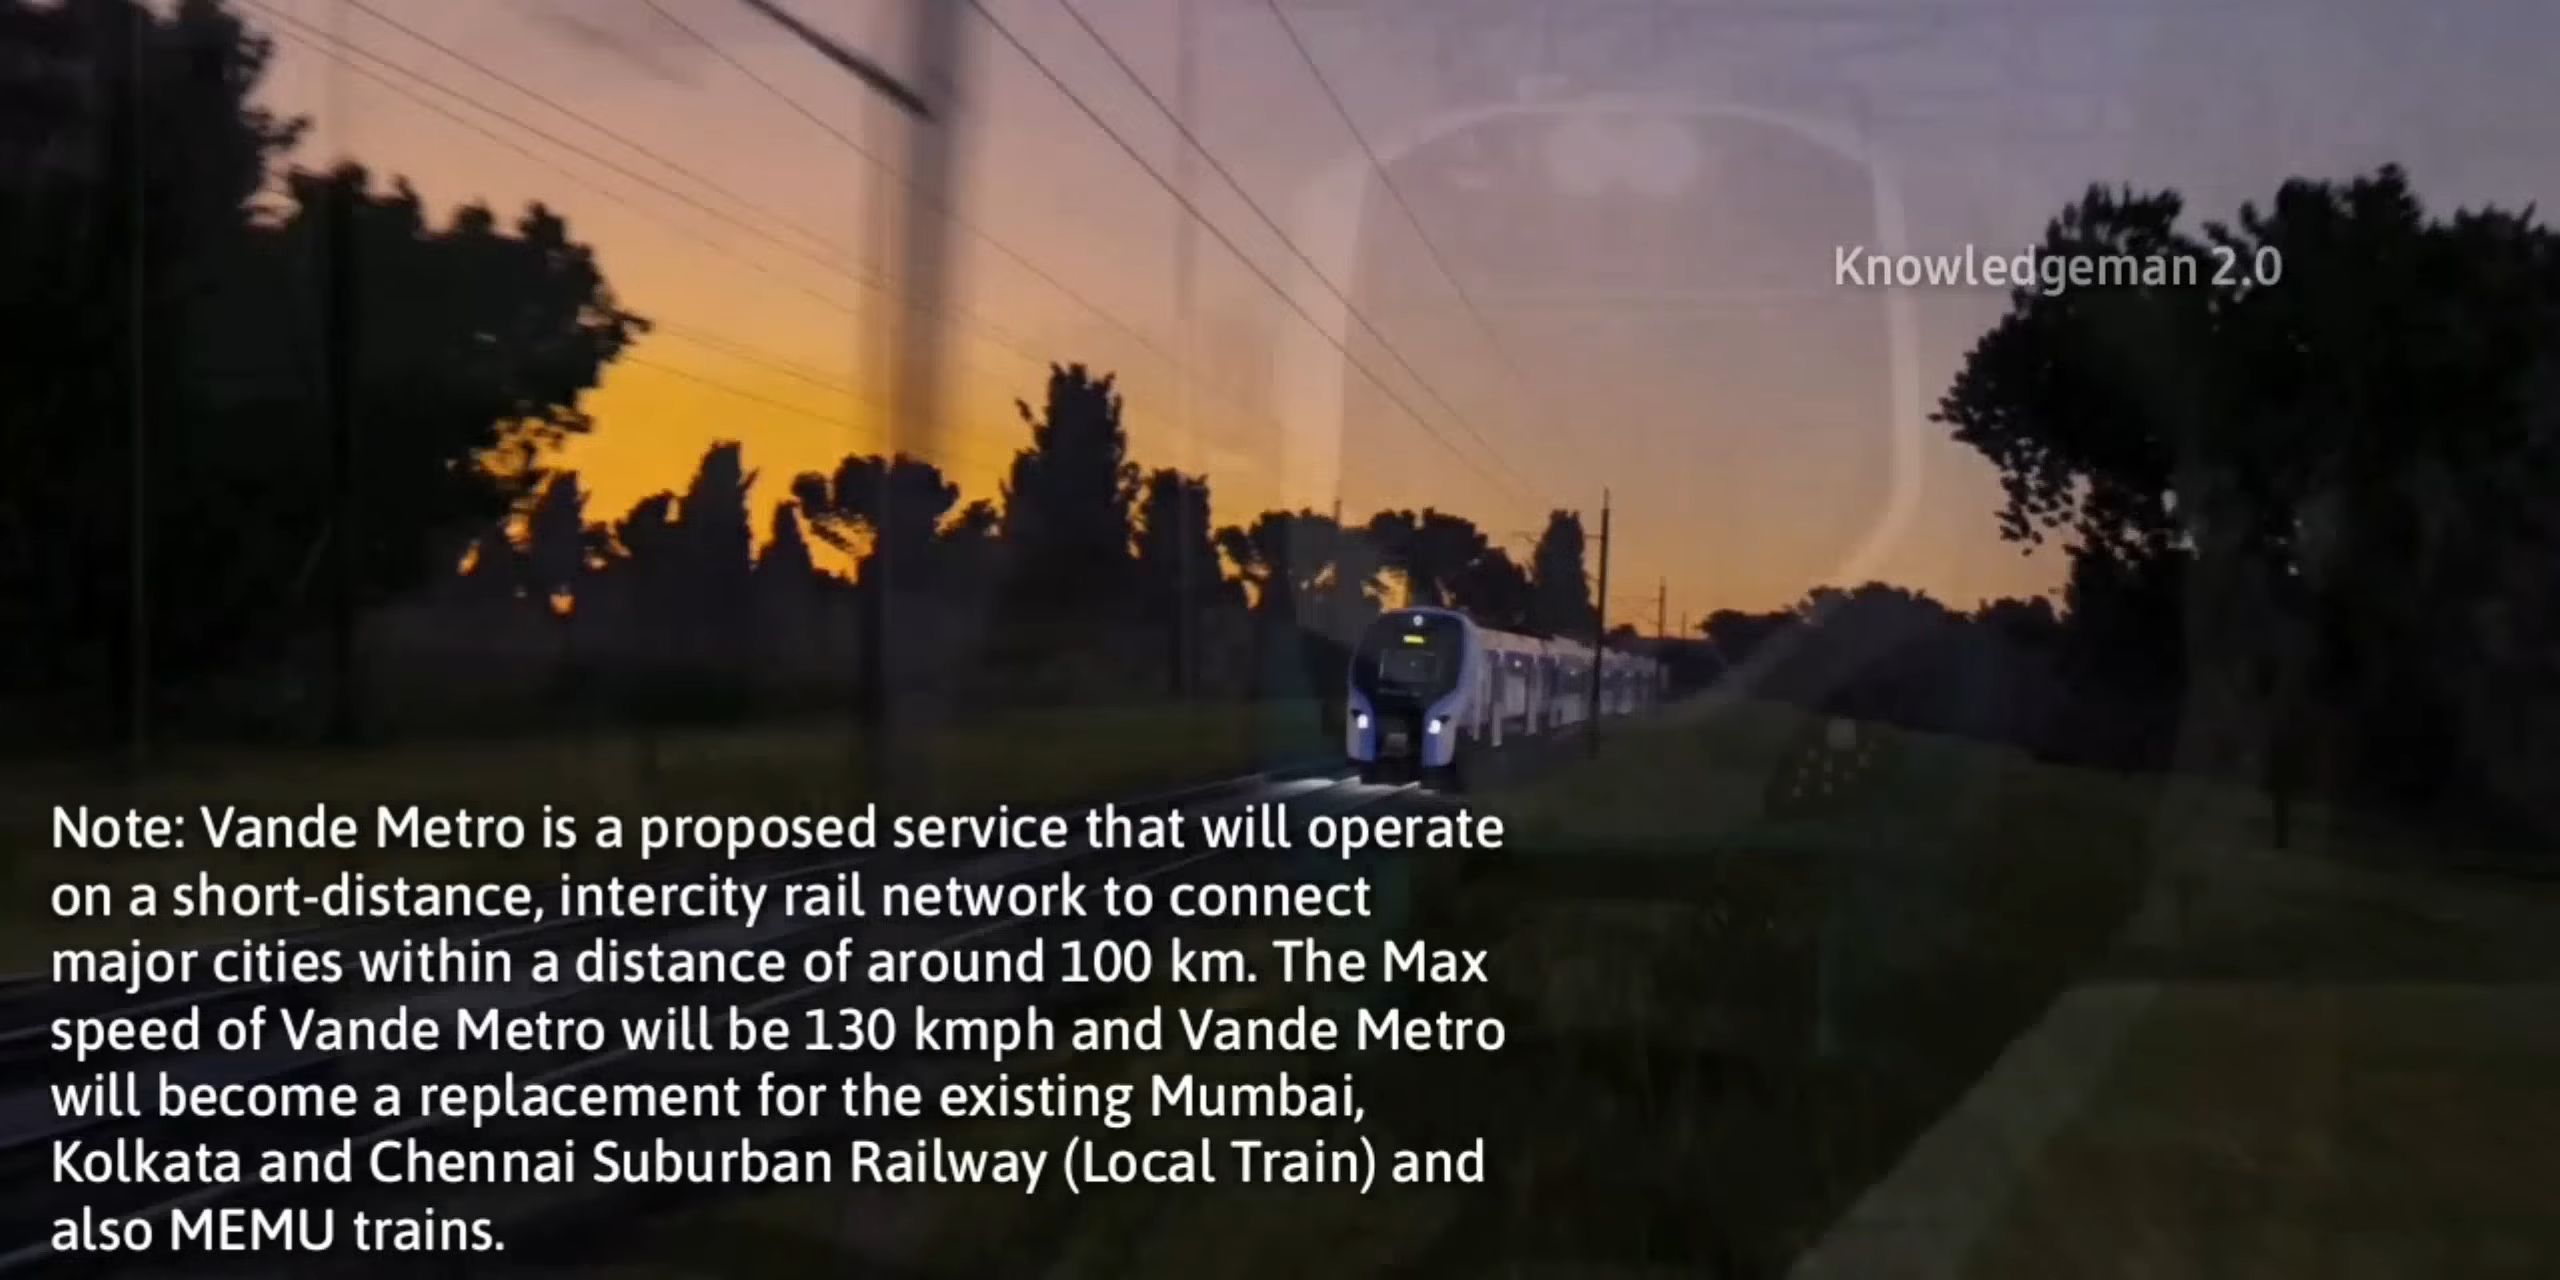 Knowledgeman 2.0
Note: Vande Metro is a proposed service that will operate
on a short-distance, intercity rail network to connect
major cities within a distance of around 100 km. The Max
speed of Vande Metro will be 130 kmph and Vande Metro
will become a replacement for the existing Mumbai,
Kolkata and Chennai Suburban Railway (Local Train) and
also MEMU trains.